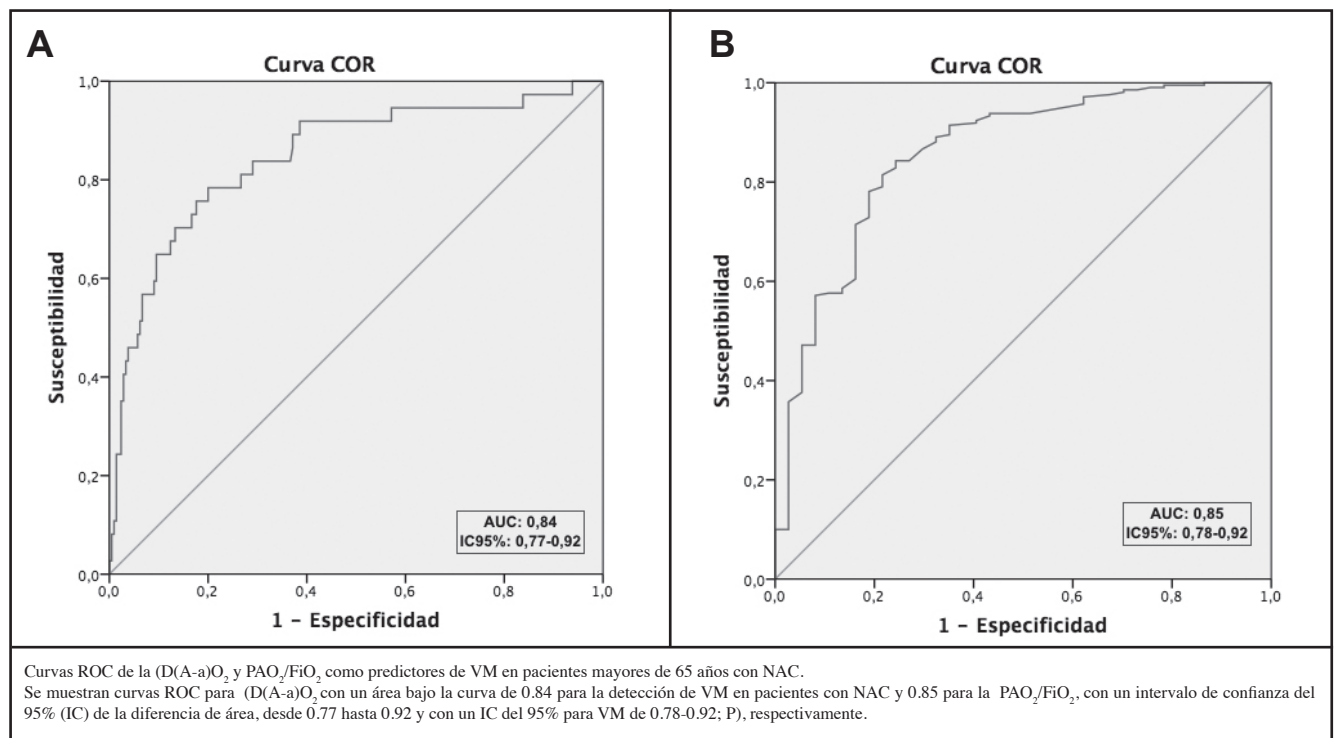 A
Curva COR
Susceptibilidad
1,0
0,8
0,6
0,4
0,2
0,0
0,0 0,2 0,4 0,6 0,8 1,0
1 – Especificidad
AUC: 0,84
IC95%: 0,77-0,92
B
Curva COR
Susceptibilidad
1,0
0,8
0,6
0,4
0,2
0,0
0,0 0,2 0,4 0,6 0,8 1,0
1 – Especificidad
AUC: 0,85
IC95%: 0,78-0,92
Curvas ROC de la (D(A-a)O₂ y PAO₂/FiO₂ como predictores de VM en pacientes mayores de 65 años con NAC.
Se muestran curvas ROC para (D(A-a)O₂ con un área bajo la curva de 0.84 para la detección de VM en pacientes con NAC y 0.85 para la PAO₂/FiO₂, con un intervalo de confianza del
95% (IC) de la diferencia de área, desde 0.77 hasta 0.92 y con un IC del 95% para VM de 0.78-0.92; P), respectivamente.